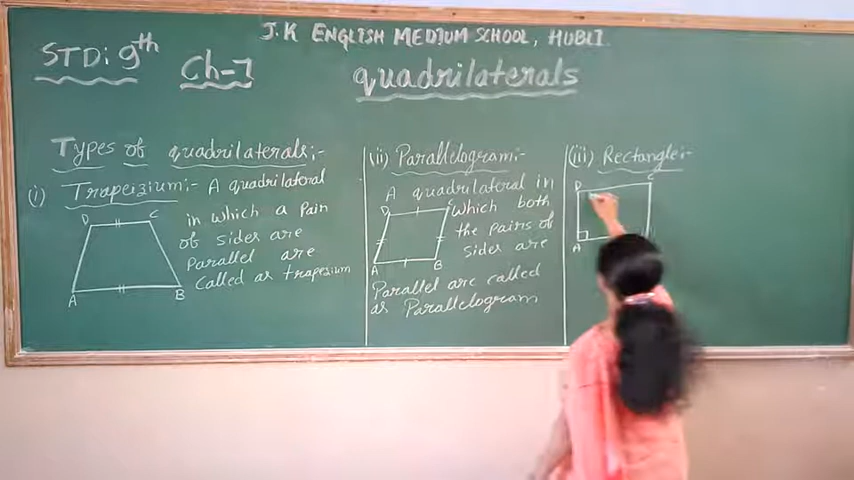 J.K ENGLISH MEDIUM SCHOOL, HUBLI
STD: 9th
Ch-7
quadrilaterals
Types of quadrilaterals:-
(i) Trapeizium:- A quadrilateral
in which a pair
of sides are
Parallel are
Called as trapezium
D C
A B
(ii) Parallelogram:-
A quadrilateral in
which both
the pairs of
sides are
Parallel are called
as Parallelogram
D C
A B
(iii) Rectangle:-
D C
A